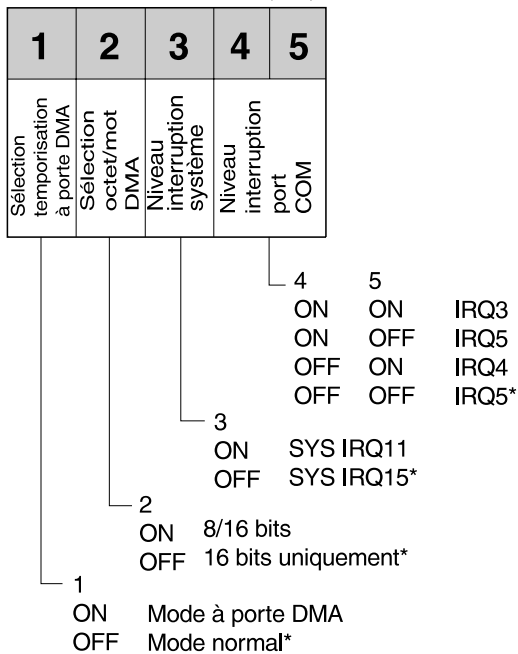 1 2 3 4 5
Sélection
temporisation
à porte DMA
Sélection
octet/mot
DMA
Niveau
interruption
système
Niveau
interruption
port
COM
4 5
ON ON IRQ3
ON OFF IRQ5
OFF ON IRQ4
OFF OFF IRQ5*
3
ON SYS IRQ11
OFF SYS IRQ15*
2
ON 8/16 bits
OFF 16 bits uniquement*
1
ON Mode à porte DMA
OFF Mode normal*